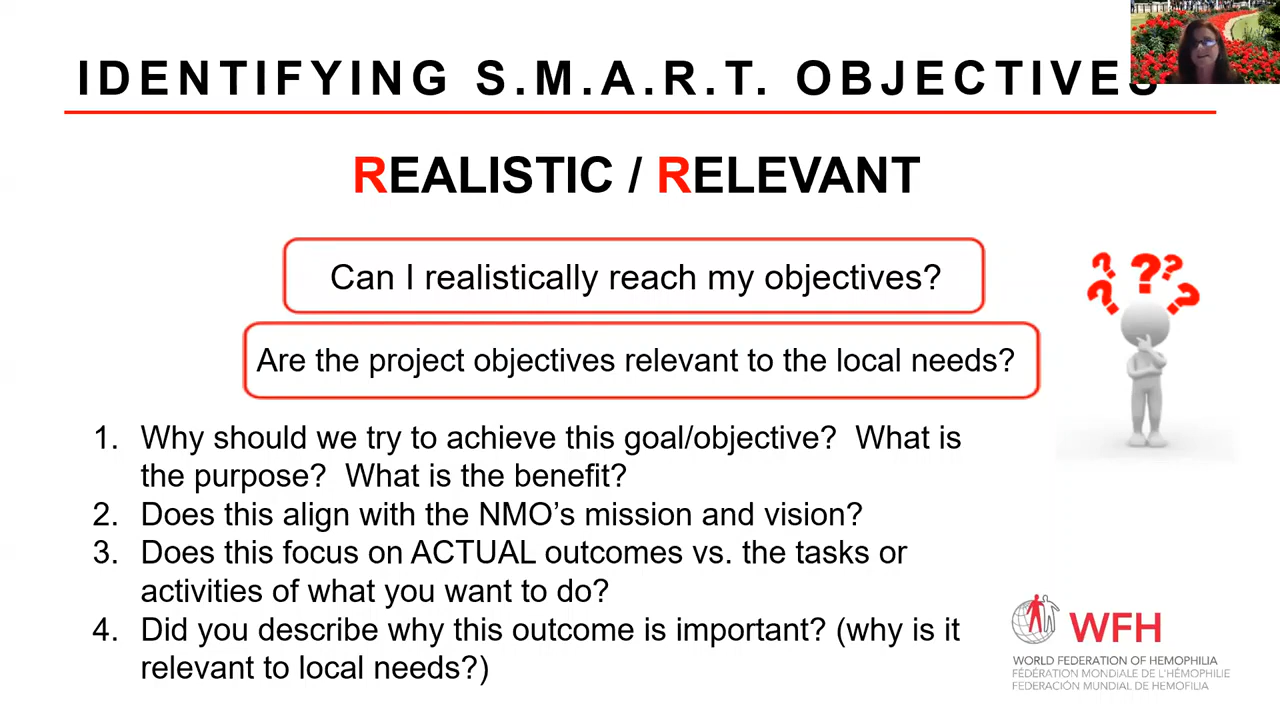 IDENTIFYING S.M.A.R.T. OBJECTIVES
REALISTIC / RELEVANT
Can I realistically reach my objectives?
Are the project objectives relevant to the local needs?
1. Why should we try to achieve this goal/objective? What is
the purpose? What is the benefit?
2. Does this align with the NMO’s mission and vision?
3. Does this focus on ACTUAL outcomes vs. the tasks or
activities of what you want to do?
4. Did you describe why this outcome is important? (why is it
relevant to local needs?)
? ? ? ? ?
WFH
WORLD FEDERATION OF HEMOPHILIA
FÉDÉRATION MONDIALE DE L'HÉMOPHILIE
FEDERACIÓN MUNDIAL DE HEMOFILIA